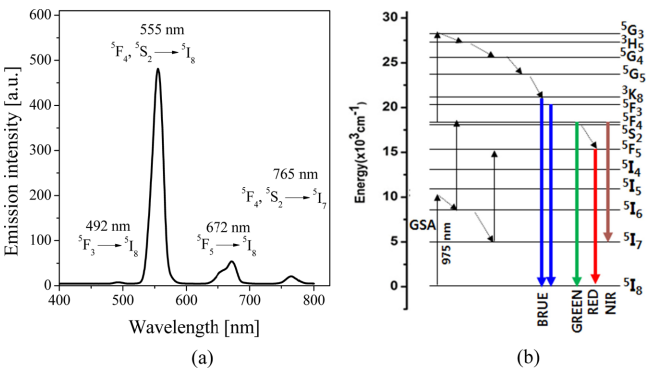 600
500
400
300
200
100
0
400 500 600 700 800
Emission intensity [a.u.]
Wavelength [nm]
555 nm
⁵F₄, ⁵S₂ ⟶ ⁵I₈
492 nm
⁵F₃ ⟶ ⁵I₈
672 nm
⁵F₅ ⟶ ⁵I₈
765 nm
⁵F₄, ⁵S₂ ⟶ ⁵I₇
(a)
30
25
20
15
10
5
0
Energy(x10³cm⁻¹)
GSA
975 nm
⁵G₃
³H₅
⁵G₄
⁵G₅
³K₈
⁵F₃
⁵F₄
⁵S₂
⁵F₅
⁵I₄
⁵I₅
⁵I₆
⁵I₇
⁵I₈
BRUE
GREEN
RED
NIR
(b)